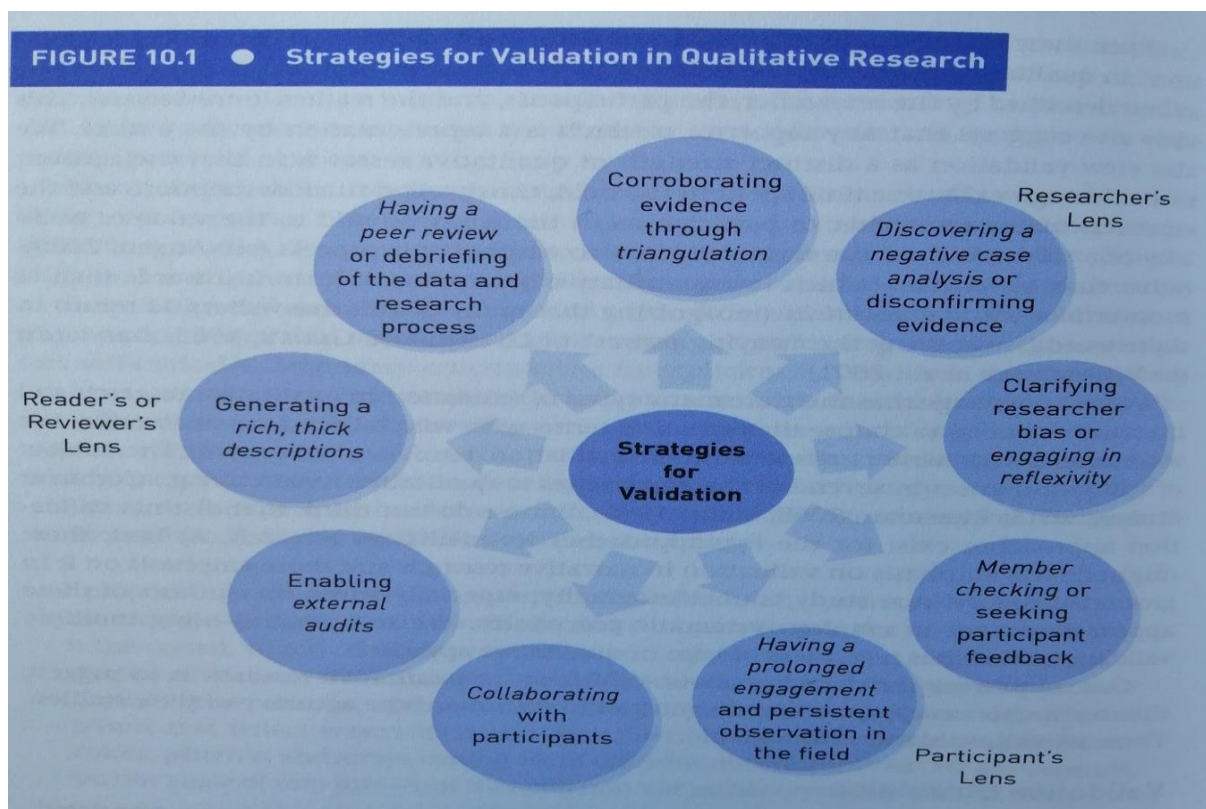 FIGURE 10.1 ● Strategies for Validation in Qualitative Research
Corroborating
evidence
through
triangulation
Researcher's
Lens
Discovering a
negative case
analysis or
disconfirming
evidence
Clarifying
researcher
bias or
engaging in
reflexivity
Member
checking or
seeking
participant
feedback
Participant's
Lens
Having a
prolonged
engagement
and persistent
observation in
the field
Collaborating
with
participants
Enabling
external
audits
Reader's or
Reviewer's
Lens
Generating a
rich, thick
descriptions
Having a
peer review
or debriefing
of the data and
research
process
Strategies
for
Validation